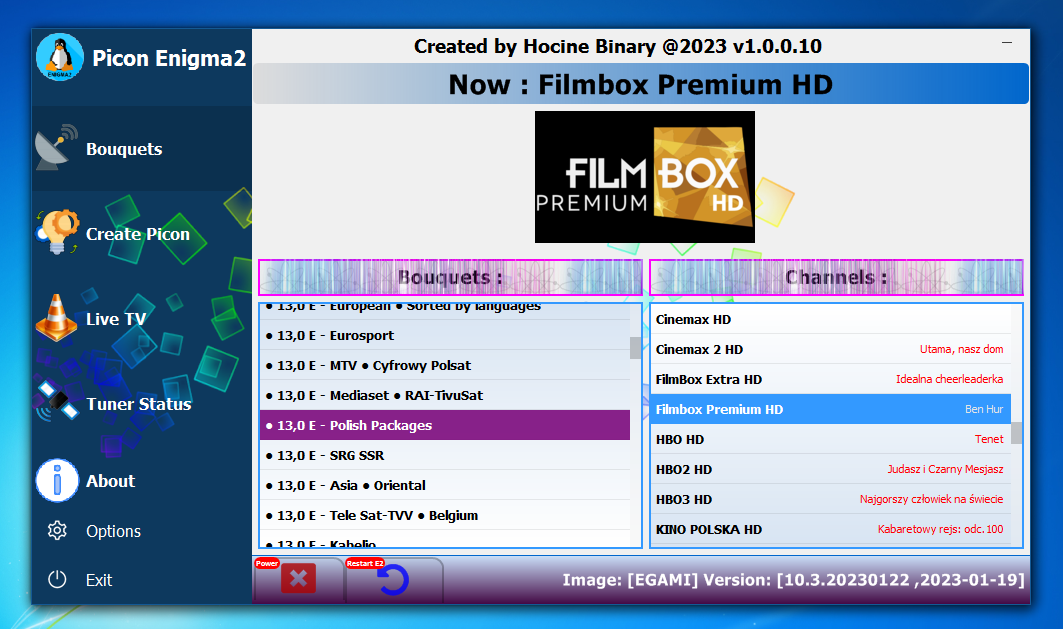 Created by Hocine Binary @2023 v1.0.0.10
Picon Enigma2
ENIGMA2
Now : Filmbox Premium HD
FILM BOX
PREMIUM HD
Bouquets
Create Picon
Live TV
Tuner Status
About
Options
Exit
Bouquets :
● 13,0 E - European ● Sorted by languages
● 13,0 E - Eurosport
● 13,0 E - MTV ● Cyfrowy Polsat
● 13,0 E - Mediaset ● RAI-TivuSat
● 13,0 E - Polish Packages
● 13,0 E - SRG SSR
● 13,0 E - Asia ● Oriental
● 13,0 E - Tele Sat-TVV ● Belgium
● 13,0 E - Kabelio
Channels :
Cinemax HD
Cinemax 2 HD Utama, nasz dom
FilmBox Extra HD Idealna cheerleaderka
Filmbox Premium HD Ben Hur
HBO HD Tenet
HBO2 HD Judasz i Czarny Mesjasz
HBO3 HD Najgorszy człowiek na świecie
KINO POLSKA HD Kabaretowy rejs: odc.100
Power
Restart E2
Image: [EGAMI] Version: [10.3.20230122 ,2023-01-19]